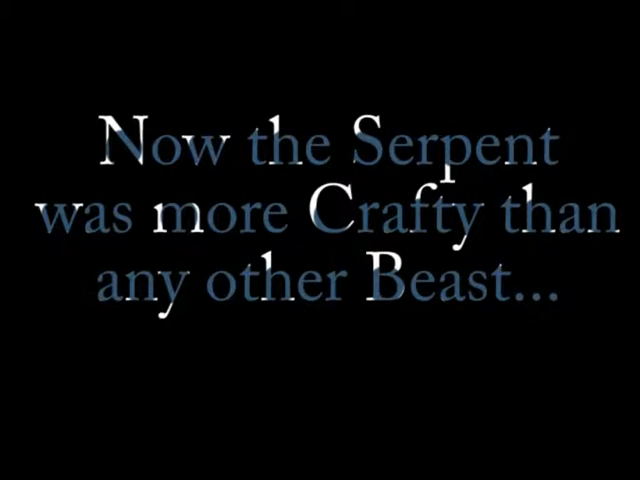 Now the Serpent
was more Crafty than
any other Beast...